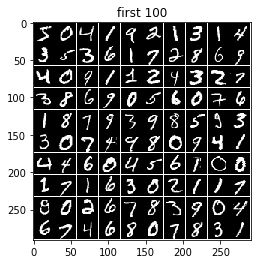 first 100
0
50
100
150
200
250
5 0 4 1 9 2 1 3 1 4
3 5 3 6 1 7 2 8 6 9
4 0 9 1 1 2 4 3 2 7
3 8 6 9 0 5 6 0 7 6
1 8 7 9 3 9 8 5 9 3
3 0 7 4 9 8 0 9 4 1
4 4 6 0 4 5 6 1 0 0
1 7 1 6 3 0 2 1 1 7
0 2 6 7 8 3 9 0 4
6 7 4 6 8 0 7 8 3 1
0 50 100 150 200 250